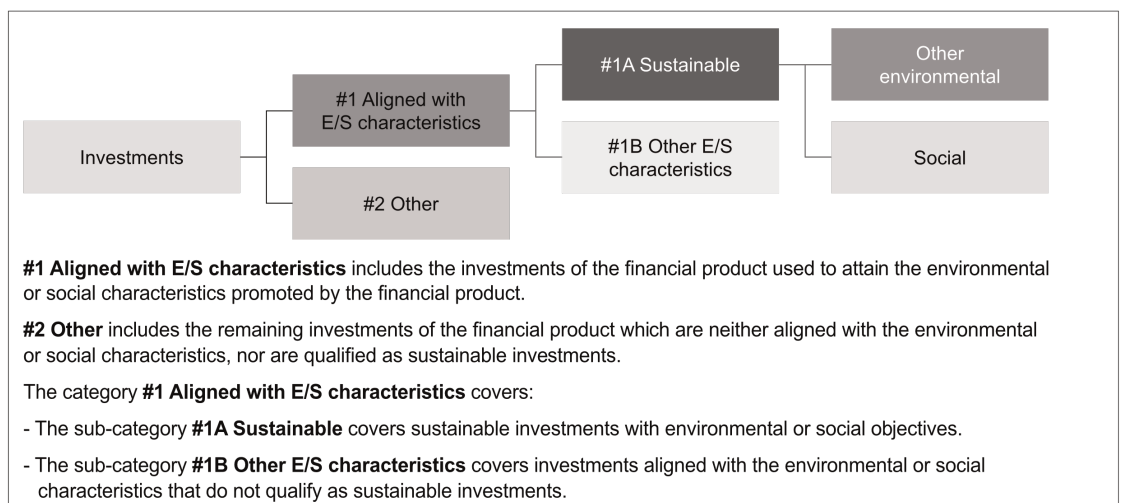 #1A Sustainable
Other
environmental
#1 Aligned with
E/S characteristics
Investments
#1B Other E/S
characteristics
Social
#2 Other
#1 Aligned with E/S characteristics includes the investments of the financial product used to attain the environmental
or social characteristics promoted by the financial product.
#2 Other includes the remaining investments of the financial product which are neither aligned with the environmental
or social characteristics, nor are qualified as sustainable investments.
The category #1 Aligned with E/S characteristics covers:
- The sub-category #1A Sustainable covers sustainable investments with environmental or social objectives.
- The sub-category #1B Other E/S characteristics covers investments aligned with the environmental or social
characteristics that do not qualify as sustainable investments.